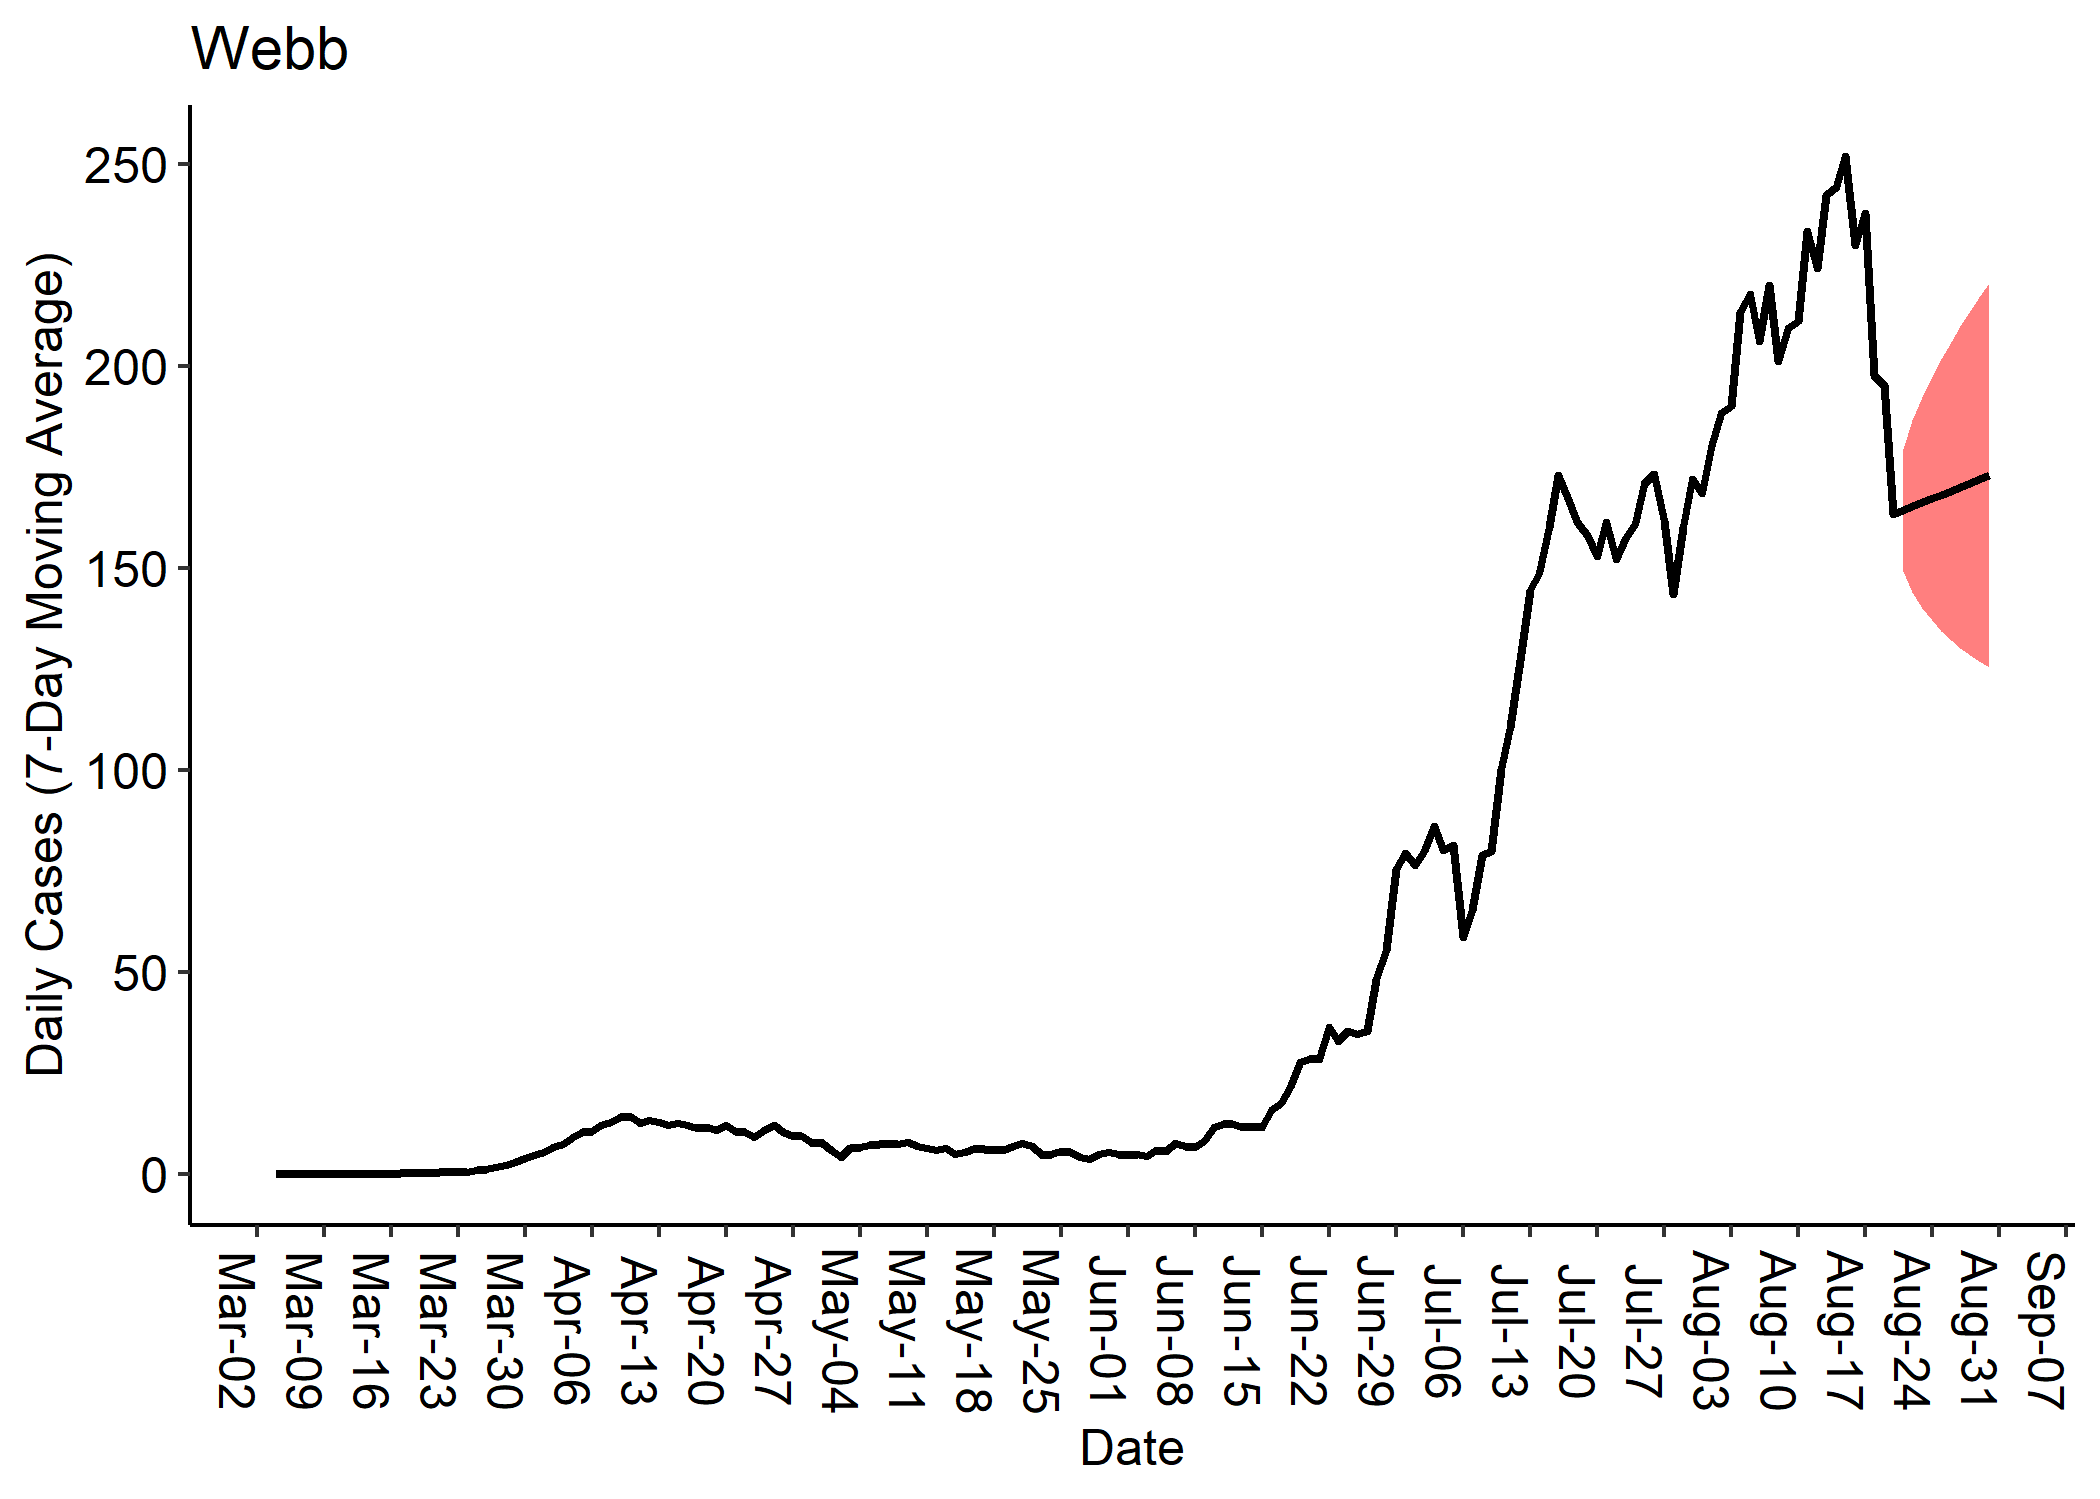 Webb
Daily Cases (7-Day Moving Average)
250
200
150
100
50
0
Mar-02
Mar-09
Mar-16
Mar-23
Mar-30
Apr-06
Apr-13
Apr-20
Apr-27
May-04
May-11
May-18
May-25
Jun-01
Jun-08
Jun-15
Jun-22
Jun-29
Jul-06
Jul-13
Jul-20
Jul-27
Aug-03
Aug-10
Aug-17
Aug-24
Aug-31
Sep-07
Date